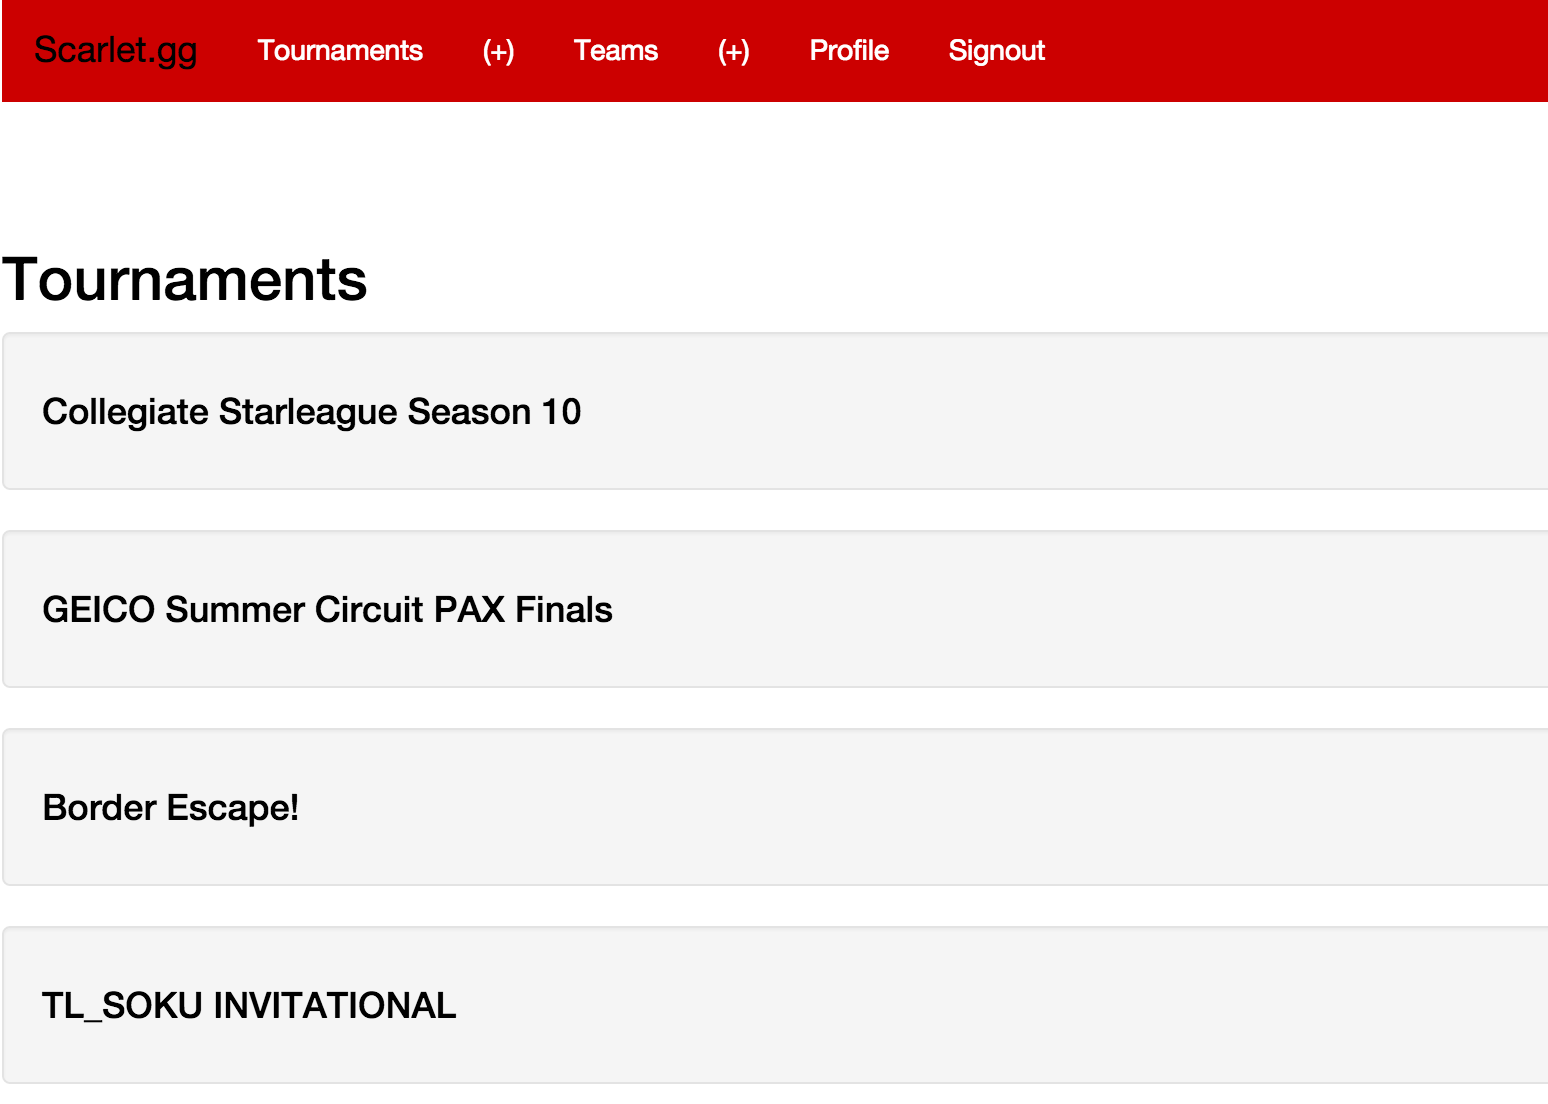 Scarlet.gg Tournaments (+) Teams (+) Profile Signout
Tournaments
Collegiate Starleague Season 10
GEICO Summer Circuit PAX Finals
Border Escape!
TL_SOKU INVITATIONAL